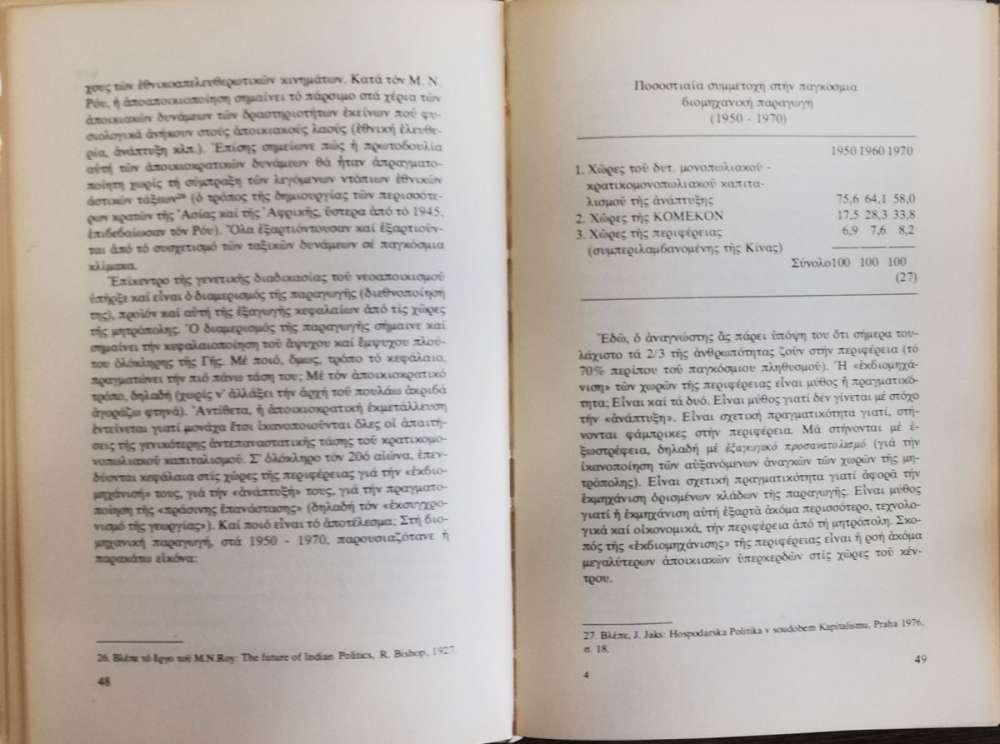 χους τῶν ἐθνικοαπελευθερωτικῶν κινημάτων. Κατά τόν Μ. Ν.
Ρόυ, ἡ ἀποαποικιοποίηση σημαίνει τό πάρσιμο στά χέρια τῶν
ἀποικιακῶν δυνάμεων τῶν δραστηριοτήτων ἐκείνων πού φυ-
σιολογικά ἀνήκουν στούς ἀποικιακούς λαούς (ἐθνική ἐλευθε-
ρία, ἀνάπτυξη κλπ.). Ἐπίσης σημείωνε πώς ἡ πρωτοβουλία
αὐτή τῶν ἀποικιοκρατικῶν δυνάμεων θά ἦταν ἀπραγματο-
ποίητη χωρίς τή σύμπραξη τῶν λεγόμενων ντόπιων ἐθνικῶν
ἀστικῶν τάξεων²⁶ (ὁ τρόπος τῆς δημιουργίας τῶν περισσότε-
ρων κρατῶν τῆς Ἀσίας καί τῆς Ἀφρικῆς, ὕστερα ἀπό τό 1945,
ἐπιβεβαίωσαν τόν Ρόυ). Ὅλα ἐξαρτιόντουσαν καί ἐξαρτιοῦν-
ται ἀπό τό συσχετισμό τῶν ταξικῶν δυνάμεων σέ παγκόσμια
κλίμακα.
Ἐπίκεντρο τῆς γενετικῆς διαδικασίας τοῦ νεοαποικισμοῦ
ὑπῆρξε καί εἶναι ὁ διαμερισμός τῆς παραγωγῆς (διεθνοποίησή
της), προϊόν καί αὐτή τῆς ἐξαγωγῆς κεφαλαίων ἀπό τίς χῶρες
τῆς μητρόπολης. Ὁ διαμερισμός τῆς παραγωγῆς σήμαινε καί
σημαίνει τήν κεφαλαιοποίηση τοῦ ἄψυχου καί ἔμψυχου πλού-
του ὁλόκληρης τῆς Γῆς. Μέ ποιό, ὅμως, τρόπο τό κεφάλαιο,
πραγματώνει τήν πιό πάνω τάση του; Μέ τόν ἀποικιοκρατικό
τρόπο, δηλαδή (χωρίς ν' ἀλλάξει τήν ἀρχή τοῦ πουλάω ἀκριβά
ἀγοράζω φτηνά). Ἀντίθετα, ἡ ἀποικιοκρατική ἐκμετάλλευση
ἐντείνεται γιατί μονάχα ἔτσι ἱκανοποιοῦνται ὅλες οἱ ἀπαιτή-
σεις τῆς γενικότερης ἀντεπαναστατικῆς τάσης τοῦ κρατικομο-
νοπωλιακοῦ καπιταλισμοῦ. Σ' ὁλόκληρο τόν 20ό αἰώνα, ἐπεν-
δύονται κεφάλαια στίς χῶρες τῆς περιφέρειας γιά τήν «ἐκβιο-
μηχάνισή» τους, γιά τήν «ἀνάπτυξή» τους, γιά τήν πραγματο-
ποίηση τῆς «πράσινης ἐπανάστασης» (δηλαδή τόν «ἐκσυγχρο-
νισμό τῆς γεωργίας»). Καί ποιό εἶναι τό ἀποτέλεσμα; Στή βιο-
μηχανική παραγωγή, στά 1950 - 1970, παρουσιαζότανε ἡ
παρακάτω εἰκόνα:
26. Βλέπε τό ἔργο τοῦ M.N.Roy: The future of Indian Politics, R. Bishop, 1927.
48
Ποσοστιαία συμμετοχή στήν παγκόσμια
βιομηχανική παραγωγή
(1950 - 1970)
1950 1960 1970
1. Χῶρες τοῦ δυτ. μονοπωλιακοῦ -
κρατικομονοπωλιακοῦ καπιτα-
λισμοῦ τῆς ἀνάπτυξης 75,6 64,1 58,0
2. Χῶρες τῆς ΚΟΜΕΚΟΝ 17,5 28,3 33,8
3. Χῶρες τῆς περιφέρειας 6,9 7,6 8,2
(συμπεριλαμβανομένης τῆς Κίνας)
Σύνολο100 100 100
(27)
Ἐδῶ, ὁ ἀναγνώστης ἄς πάρει ὑπόψη του ὅτι σήμερα του-
λάχιστο τά 2/3 τῆς ἀνθρωπότητας ζοῦν στήν περιφέρεια (τό
70% περίπου τοῦ παγκόσμιου πληθυσμοῦ). Ἡ «ἐκβιομηχά-
νιση» τῶν χωρῶν τῆς περιφέρειας εἶναι μύθος ἤ πραγματικό-
τητα; Εἶναι καί τά δυό. Εἶναι μύθος γιατί δέν γίνεται μέ στόχο
τήν «ἀνάπτυξη». Εἶναι σχετική πραγματικότητα γιατί, στή-
νονται φάμπρικες στήν περιφέρεια. Μά στήνονται μέ ἐ-
ξωστρέφεια, δηλαδή μέ ἐξαγωγικό προσανατολισμό (γιά τήν
ἱκανοποίηση τῶν αὐξανόμενων ἀναγκῶν τῶν χωρῶν τῆς μη-
τρόπολης). Εἶναι σχετική πραγματικότητα γιατί ἀφορᾶ τήν
ἐκμηχάνιση ὁρισμένων κλάδων τῆς παραγωγῆς. Εἶναι μύθος
γιατί ἡ ἐκμηχάνιση αὐτή ἐξαρτᾶ ἀκόμα περισσότερο, τεχνολο-
γικά καί οἰκονομικά, τήν περιφέρεια ἀπό τή μητρόπολη. Σκο-
πός τῆς «ἐκβιομηχάνισης» τῆς περιφέρειας εἶναι ἡ ροή ἀκόμα
μεγαλύτερων ἀποικιακῶν ὑπερκερδῶν στίς χῶρες τοῦ κέν-
τρου.
27. Βλέπε, J. Jaks: Hospodarska Politika v soudobem Kapitalismu, Praha 1976,
σ. 18.
49
4